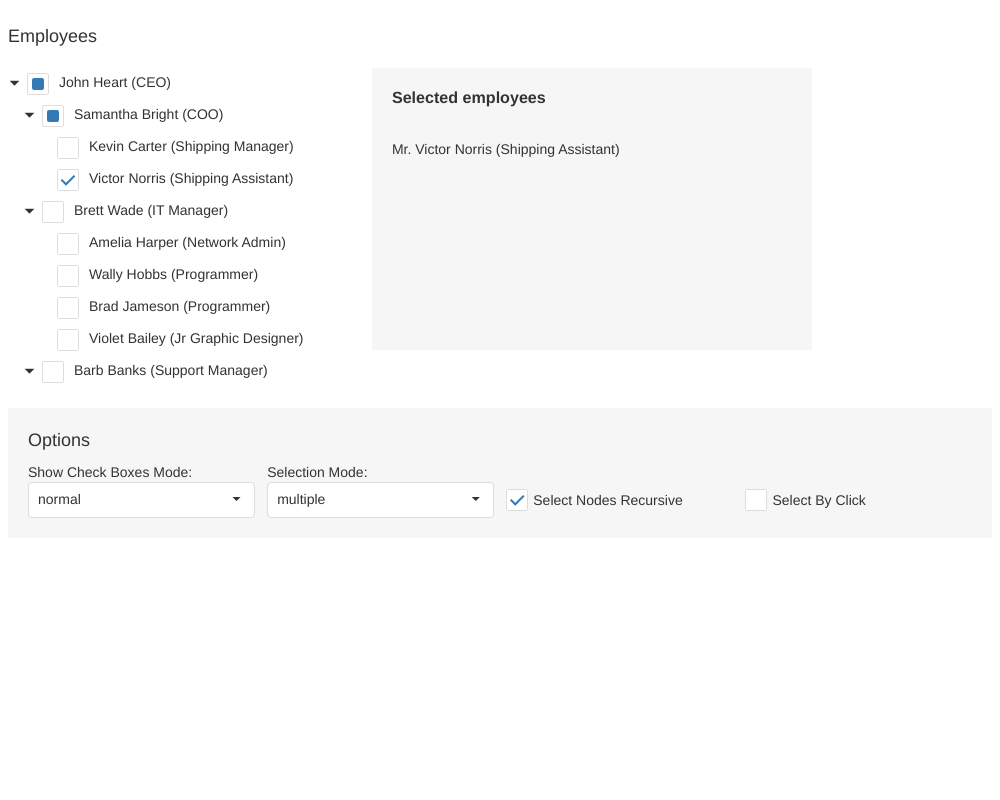 Employees
John Heart (CEO)
Samantha Bright (COO)
Kevin Carter (Shipping Manager)
Victor Norris (Shipping Assistant)
Brett Wade (IT Manager)
Amelia Harper (Network Admin)
Wally Hobbs (Programmer)
Brad Jameson (Programmer)
Violet Bailey (Jr Graphic Designer)
Barb Banks (Support Manager)
Selected employees
Mr. Victor Norris (Shipping Assistant)
Options
Show Check Boxes Mode:
normal
Selection Mode:
multiple
Select Nodes Recursive
Select By Click